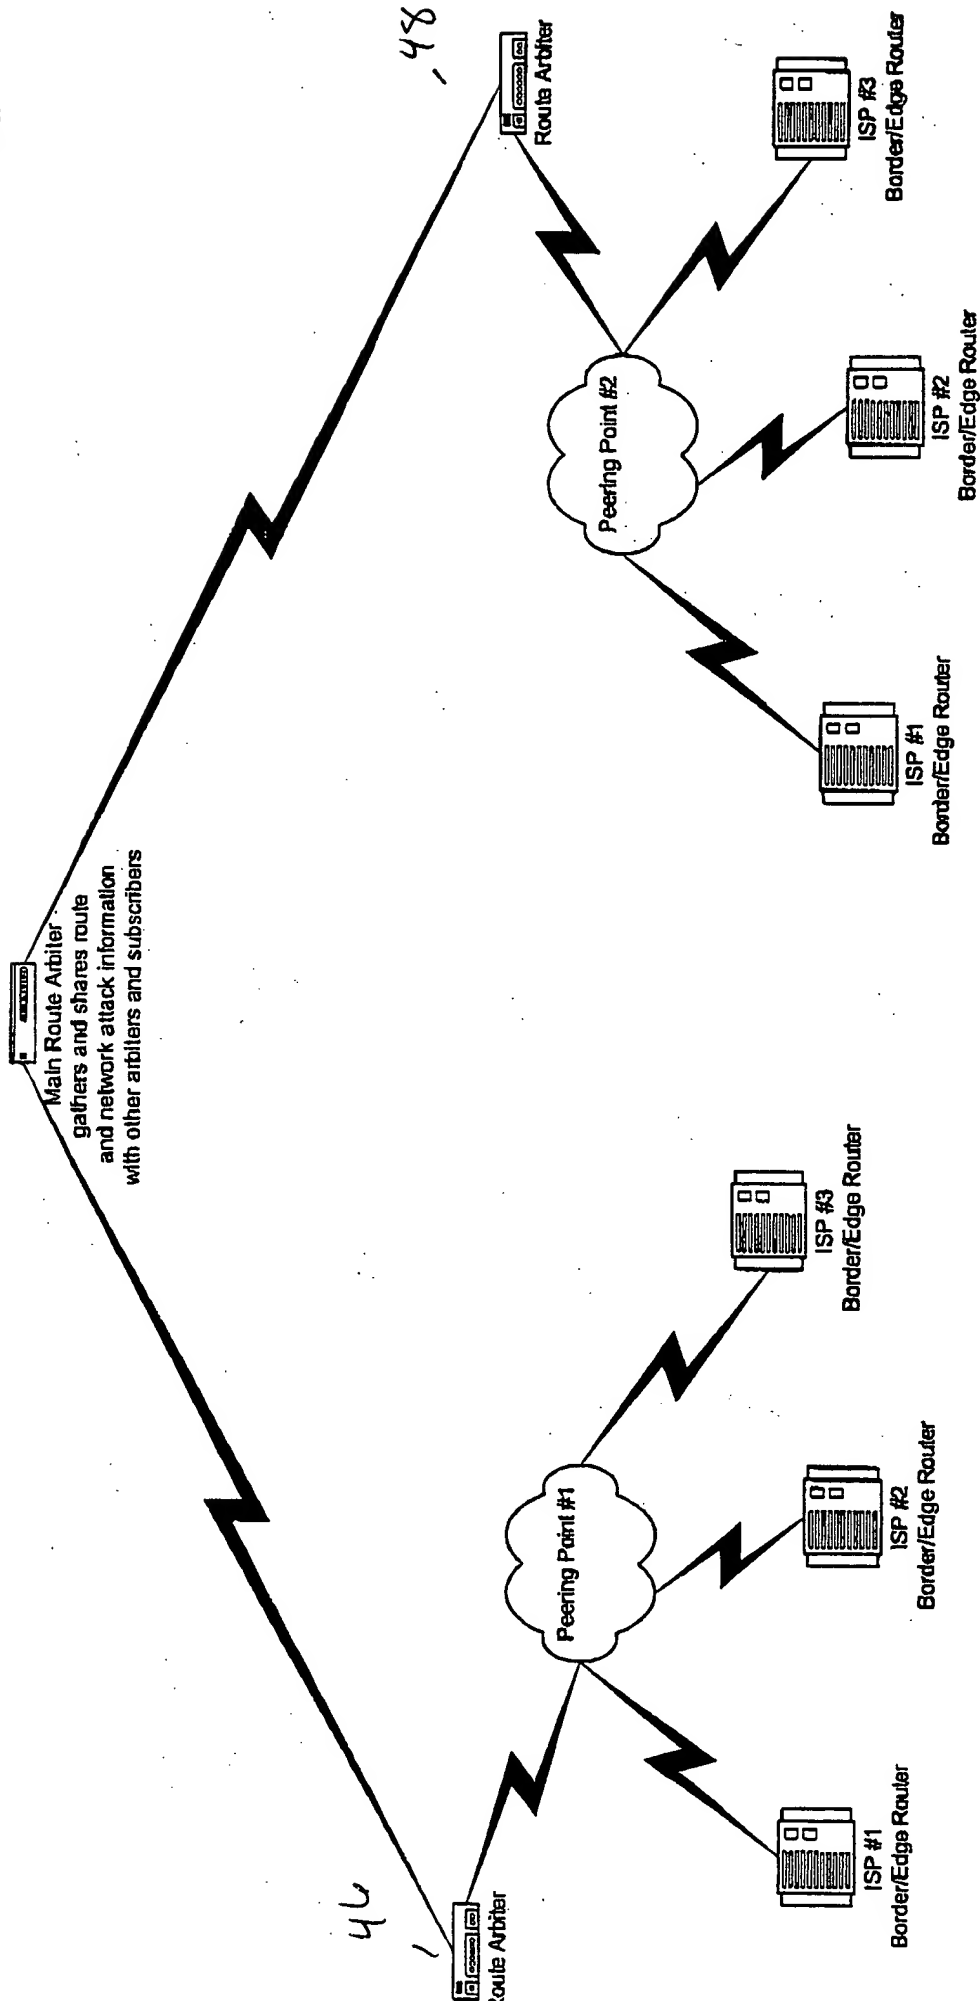 Main Route Arbiter
gathers and shares route
and network attack information
with other arbiters and subscribers
46
Route Arbiter
48
Route Arbiter
Peering Point #1
ISP #1
Border/Edge Router
ISP #2
Border/Edge Router
ISP #3
Border/Edge Router
Peering Point #2
ISP #1
Border/Edge Router
ISP #2
Border/Edge Router
ISP #3
Border/Edge Router